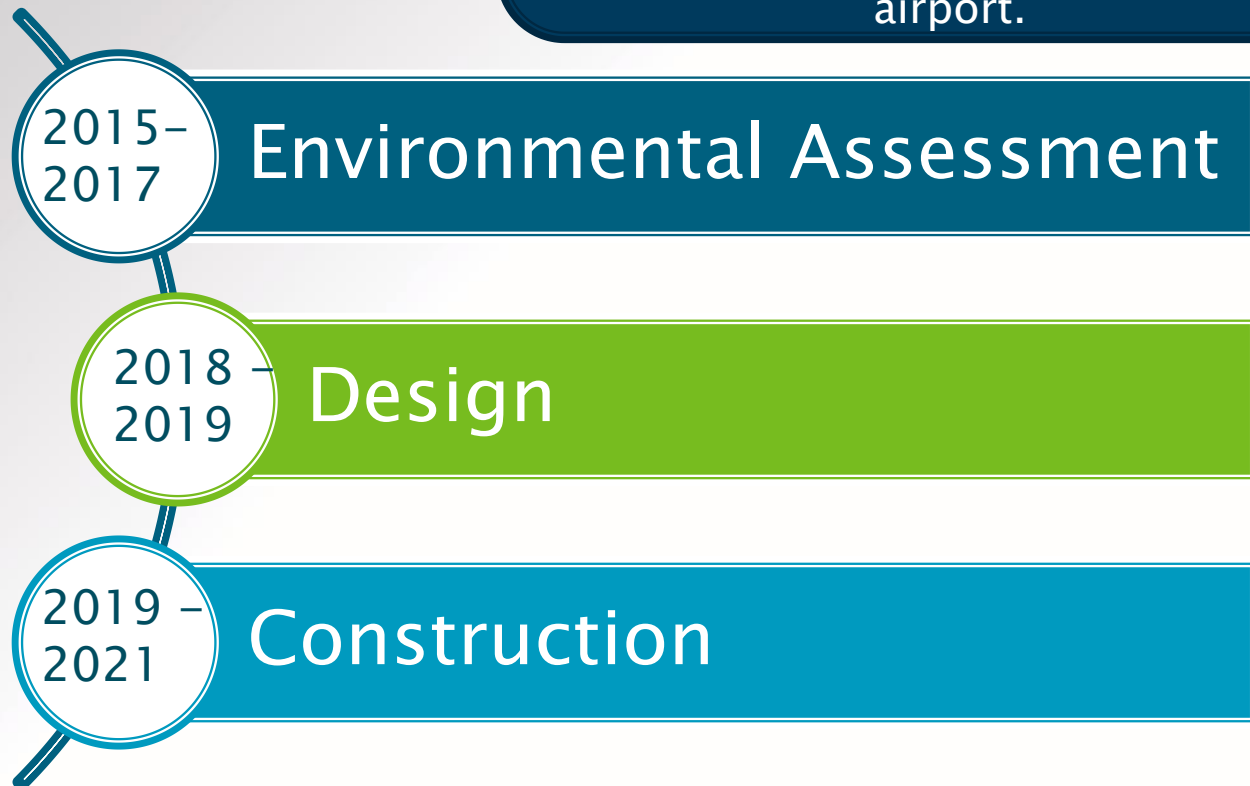 airport.
2015–
2017
Environmental Assessment
2018 –
2019
Design
2019 –
2021
Construction